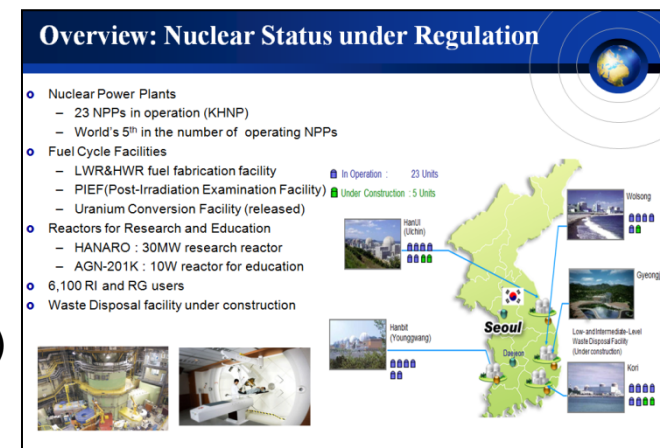 Overview: Nuclear Status under Regulation
Nuclear Power Plants
– 23 NPPs in operation (KHNP)
– World's 5th in the number of operating NPPs
Fuel Cycle Facilities
– LWR&HWR fuel fabrication facility
– PIEF(Post-Irradiation Examination Facility)
– Uranium Conversion Facility (released)
Reactors for Research and Education
– HANARO : 30MW research reactor
– AGN-201K : 10W reactor for education
6,100 RI and RG users
Waste Disposal facility under construction
In Operation : 23 Units
Under Construction : 5 Units
HanUl
(Ulchin)
Wolsong
Gyeongj
Seoul
Daejeon
Low-and Intermediate-Level
Waste Disposal Facility
(Under construction)
Hanbit
(Younggwang)
Kori